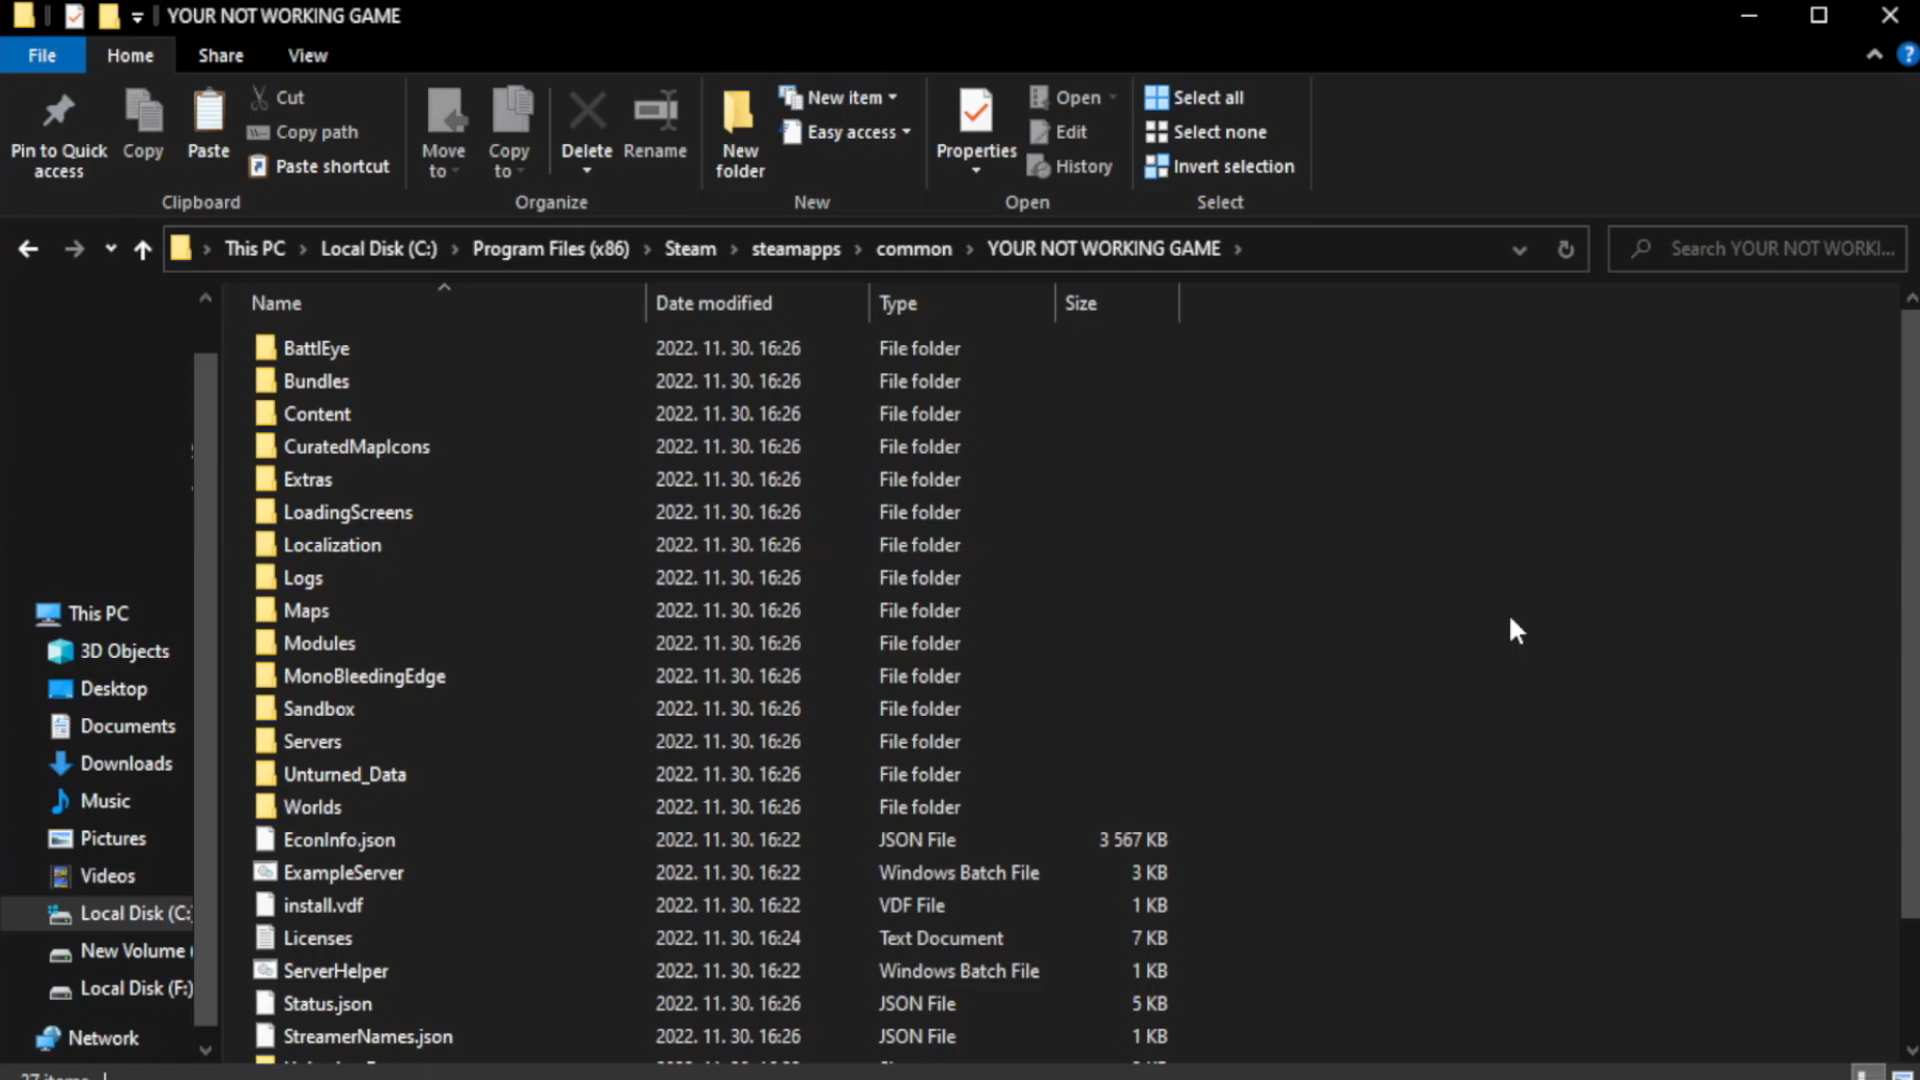 YOUR NOT WORKING GAME
File Home Share View
Pin to Quick access
Copy
Paste
Cut
Copy path
Paste shortcut
Clipboard
Move to
Copy to
Delete
Rename
Organize
New folder
New item
Easy access
New
Properties
Open
Edit
History
Open
Select all
Select none
Invert selection
Select
This PC > Local Disk (C:) > Program Files (x86) > Steam > steamapps > common > YOUR NOT WORKING GAME >
Search YOUR NOT WORKI...
This PC
3D Objects
Desktop
Documents
Downloads
Music
Pictures
Videos
Local Disk (C:
New Volume (
Local Disk (F:)
Network
Name Date modified Type Size
BattlEye 2022. 11. 30. 16:26 File folder
Bundles 2022. 11. 30. 16:26 File folder
Content 2022. 11. 30. 16:26 File folder
CuratedMapIcons 2022. 11. 30. 16:26 File folder
Extras 2022. 11. 30. 16:26 File folder
LoadingScreens 2022. 11. 30. 16:26 File folder
Localization 2022. 11. 30. 16:26 File folder
Logs 2022. 11. 30. 16:26 File folder
Maps 2022. 11. 30. 16:26 File folder
Modules 2022. 11. 30. 16:26 File folder
MonoBleedingEdge 2022. 11. 30. 16:26 File folder
Sandbox 2022. 11. 30. 16:26 File folder
Servers 2022. 11. 30. 16:26 File folder
Unturned_Data 2022. 11. 30. 16:26 File folder
Worlds 2022. 11. 30. 16:26 File folder
EconInfo.json 2022. 11. 30. 16:22 JSON File 3 567 KB
ExampleServer 2022. 11. 30. 16:22 Windows Batch File 3 KB
install.vdf 2022. 11. 30. 16:22 VDF File 1 KB
Licenses 2022. 11. 30. 16:24 Text Document 7 KB
ServerHelper 2022. 11. 30. 16:22 Windows Batch File 1 KB
Status.json 2022. 11. 30. 16:26 JSON File 5 KB
StreamerNames.json 2022. 11. 30. 16:26 JSON File 1 KB